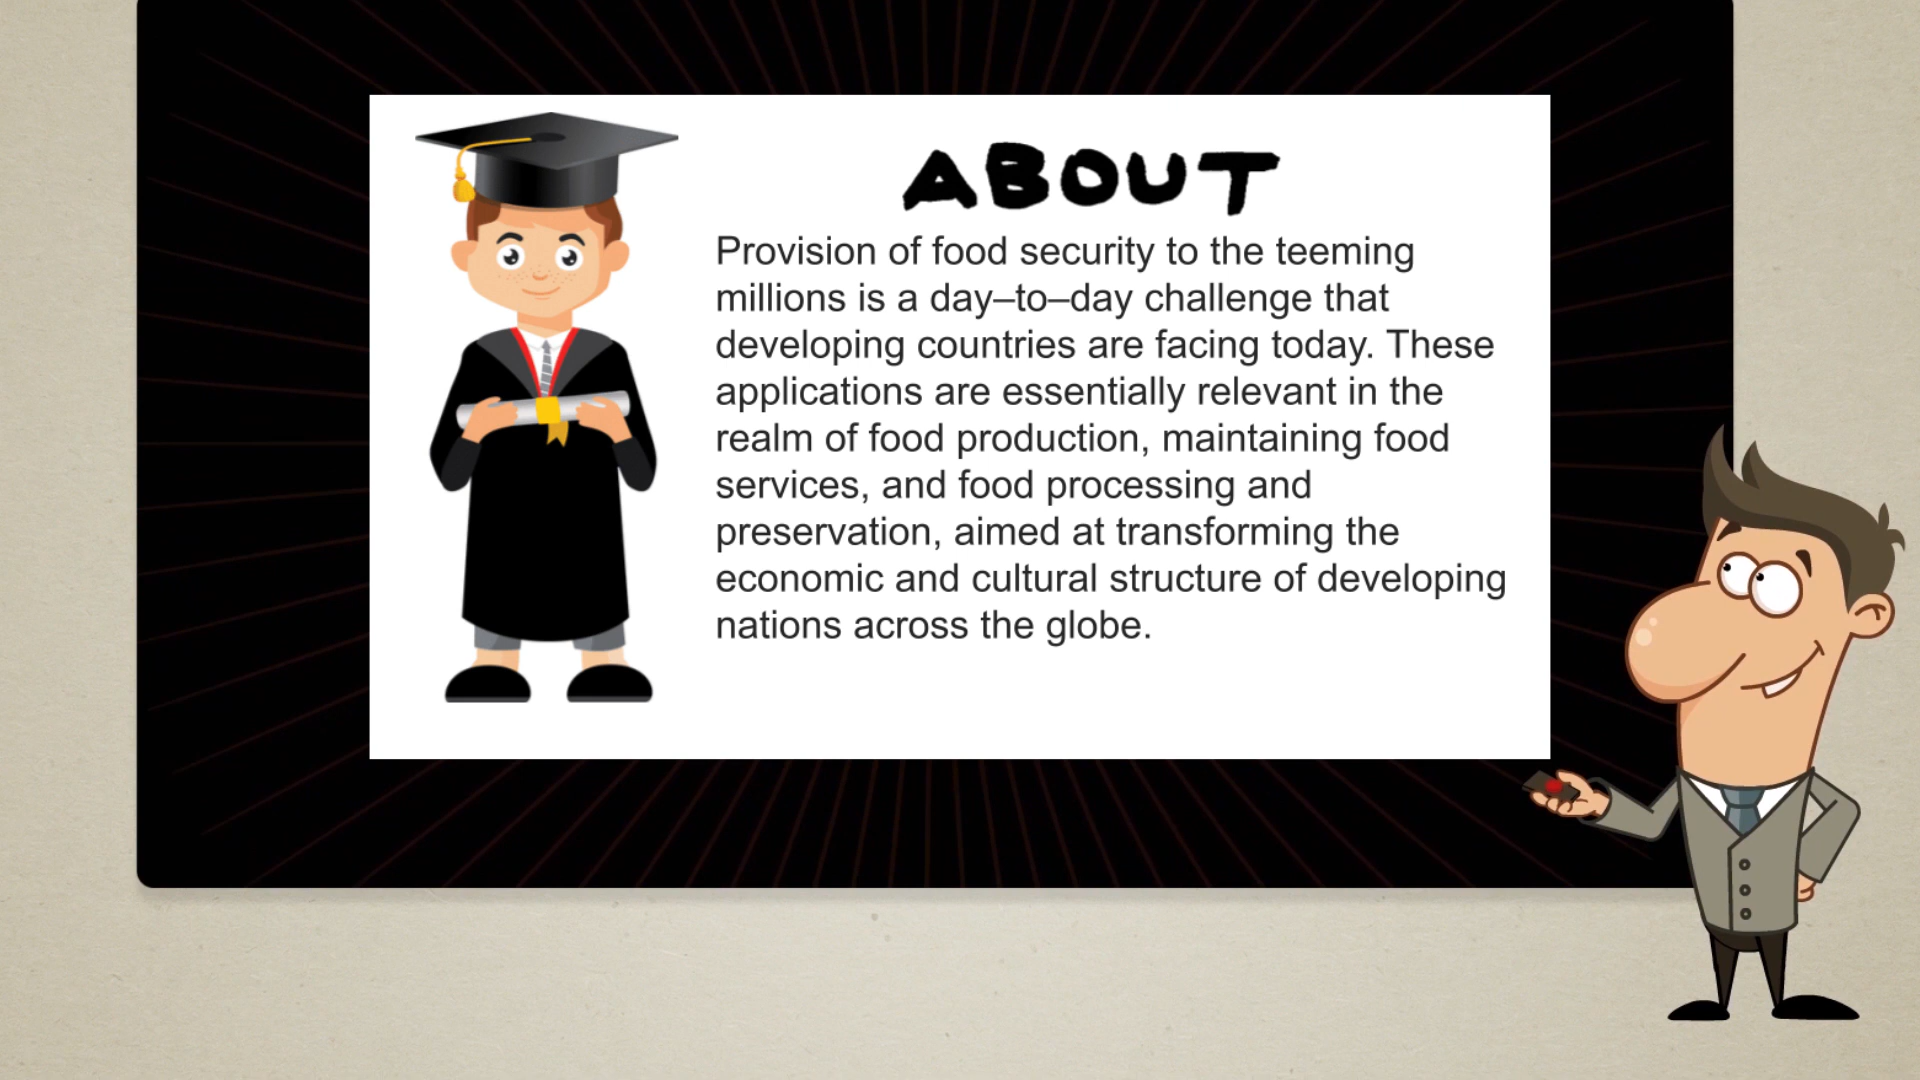 ABOUT
Provision of food security to the teeming
millions is a day–to–day challenge that
developing countries are facing today. These
applications are essentially relevant in the
realm of food production, maintaining food
services, and food processing and
preservation, aimed at transforming the
economic and cultural structure of developing
nations across the globe.